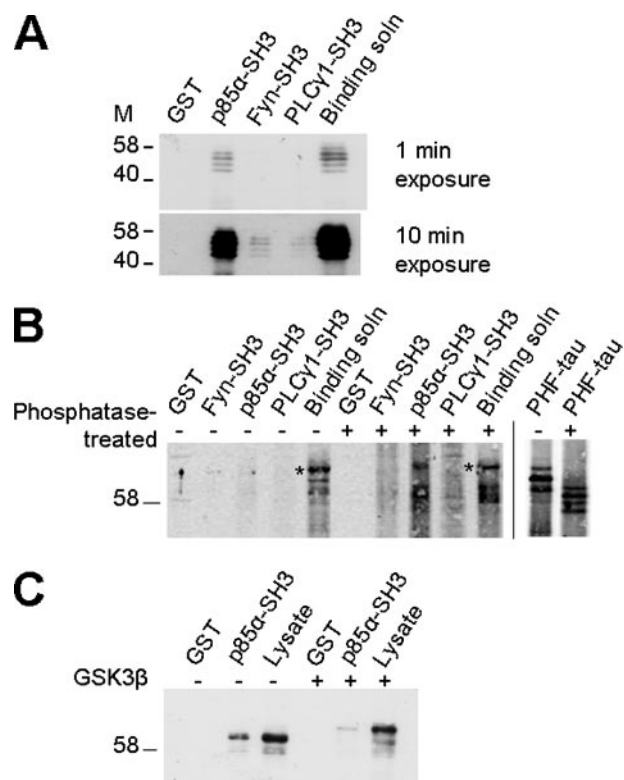 A
GST
p85α-SH3
Fyn-SH3
PLCγ1-SH3
Binding soln
M
58
40
1 min
exposure
58
40
10 min
exposure
B
GST
Fyn-SH3
p85α-SH3
PLCγ1-SH3
Binding soln
GST
Fyn-SH3
p85α-SH3
PLCγ1-SH3
Binding soln
PHF-tau
PHF-tau
Phosphatase-
treated - - - - - + + + + + - +
* *
58
C
GST
p85α-SH3
Lysate
GST
p85α-SH3
Lysate
GSK3β - - - + + +
58